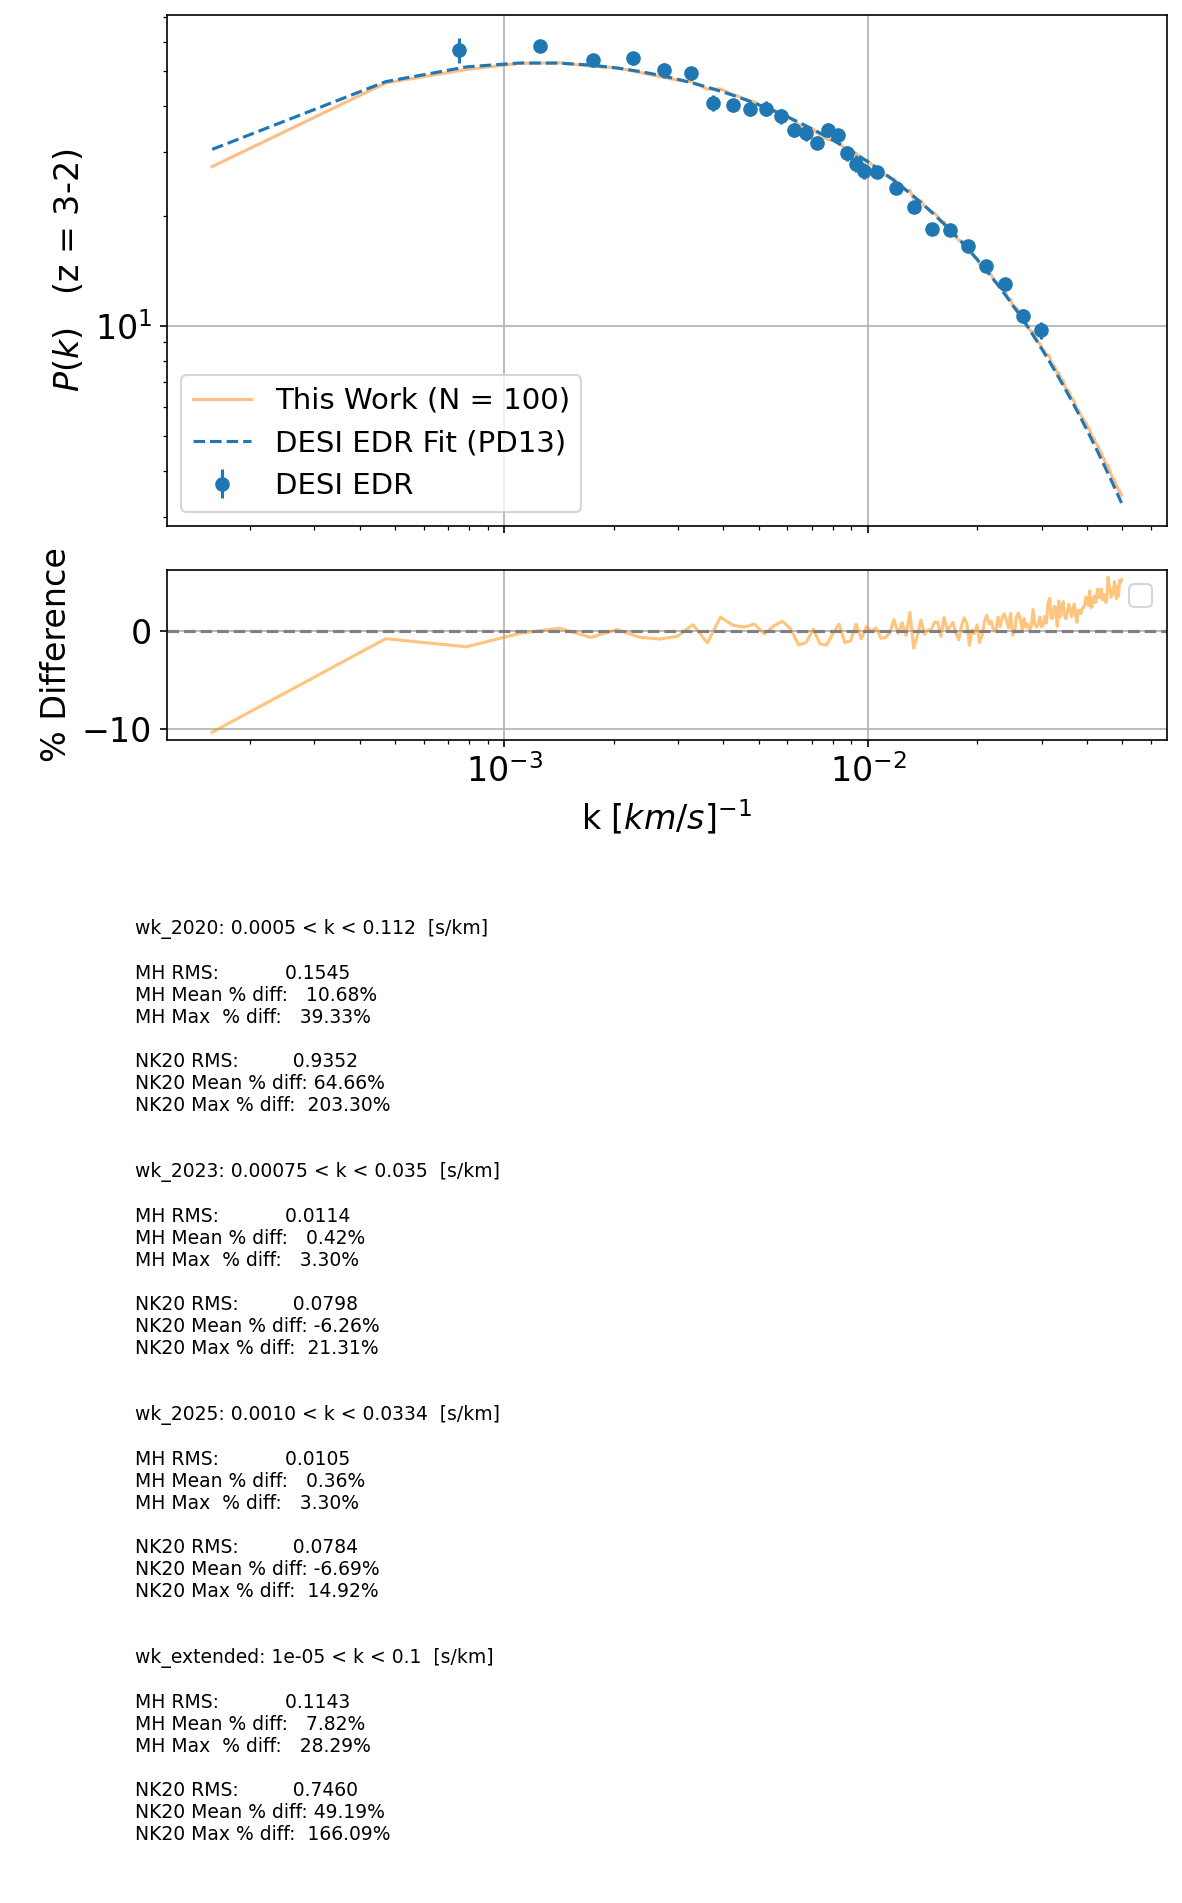 P(k) (z = 3-2)
10¹
This Work (N = 100)
DESI EDR Fit (PD13)
DESI EDR
% Difference
0
−10
10⁻³
10⁻²
k [km/s]⁻¹
wk_2020: 0.0005 < k < 0.112 [s/km]
MH RMS: 0.1545
MH Mean % diff: 10.68%
MH Max % diff: 39.33%
NK20 RMS: 0.9352
NK20 Mean % diff: 64.66%
NK20 Max % diff: 203.30%
wk_2023: 0.00075 < k < 0.035 [s/km]
MH RMS: 0.0114
MH Mean % diff: 0.42%
MH Max % diff: 3.30%
NK20 RMS: 0.0798
NK20 Mean % diff: -6.26%
NK20 Max % diff: 21.31%
wk_2025: 0.0010 < k < 0.0334 [s/km]
MH RMS: 0.0105
MH Mean % diff: 0.36%
MH Max % diff: 3.30%
NK20 RMS: 0.0784
NK20 Mean % diff: -6.69%
NK20 Max % diff: 14.92%
wk_extended: 1e-05 < k < 0.1 [s/km]
MH RMS: 0.1143
MH Mean % diff: 7.82%
MH Max % diff: 28.29%
NK20 RMS: 0.7460
NK20 Mean % diff: 49.19%
NK20 Max % diff: 166.09%